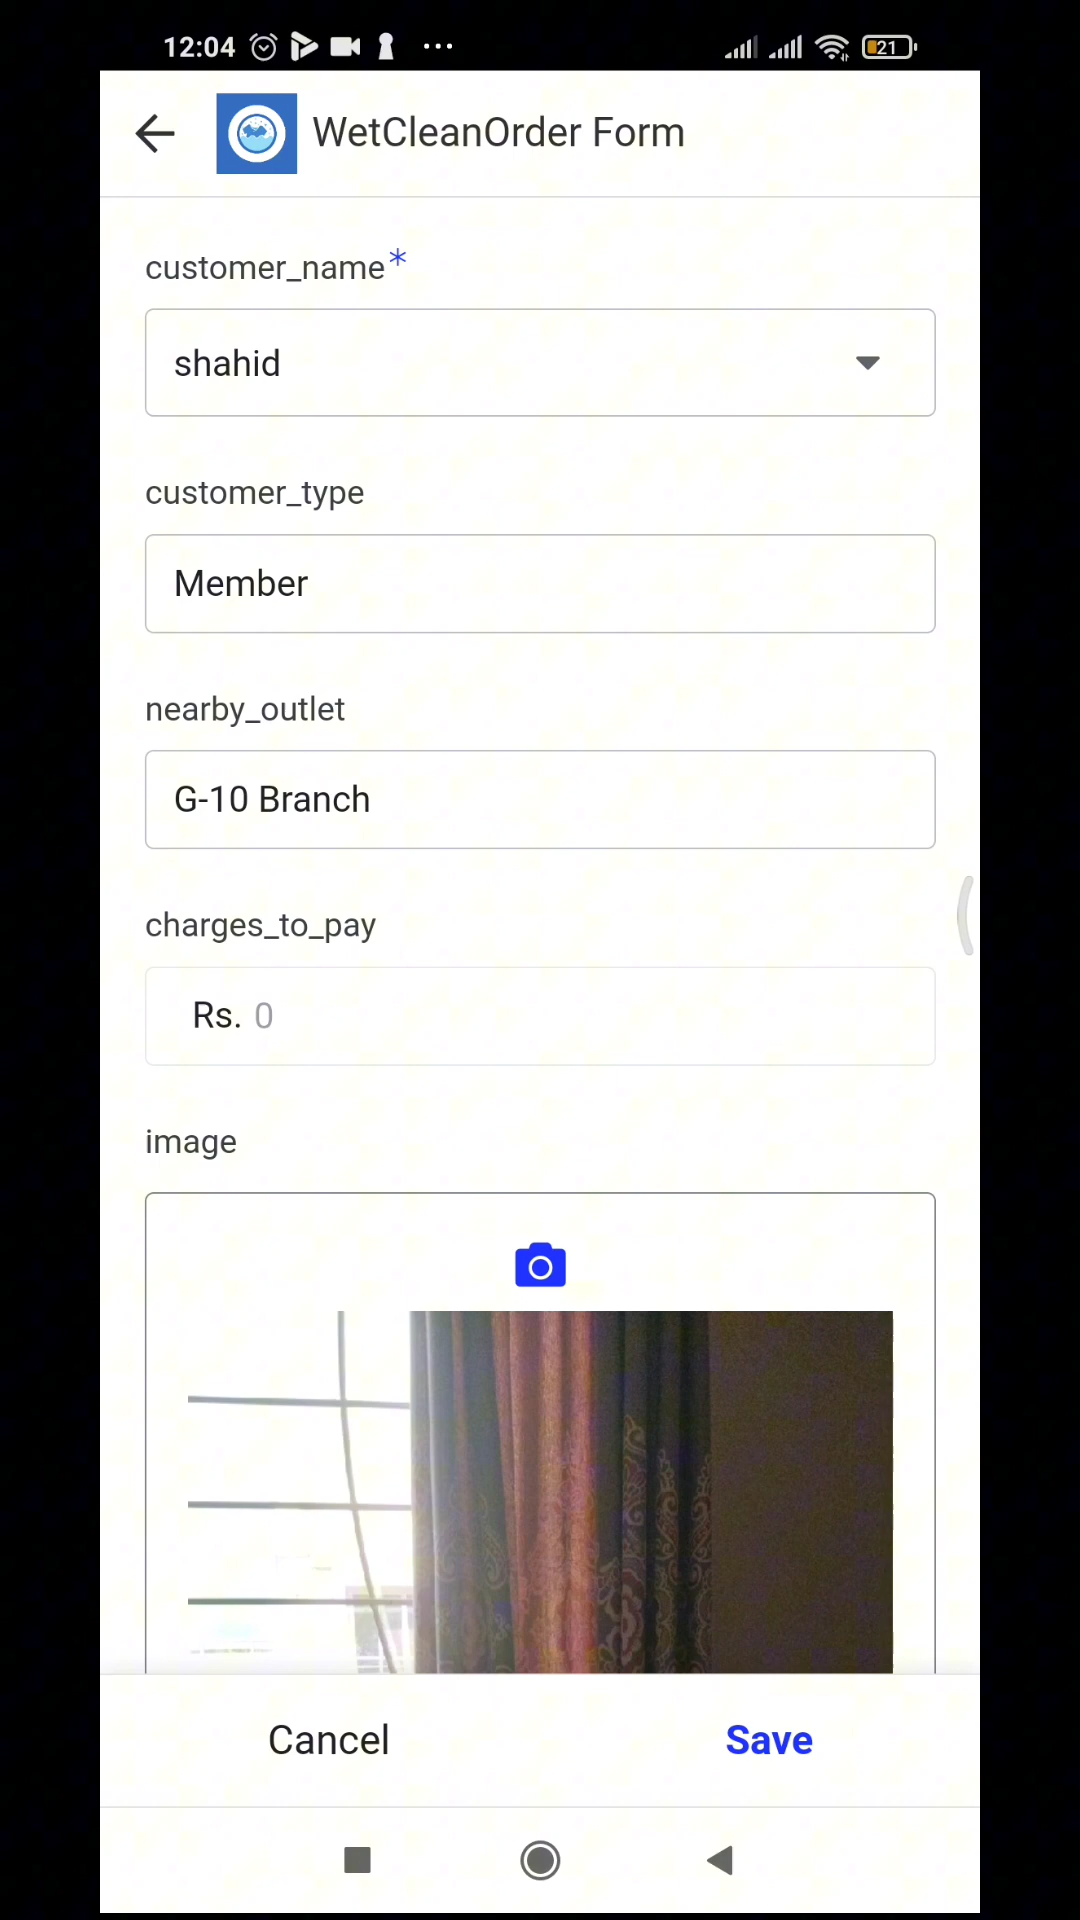 12:04
21
WetCleanOrder Form
customer_name*
shahid
customer_type
Member
nearby_outlet
G-10 Branch
charges_to_pay
Rs. 0
image
Cancel
Save